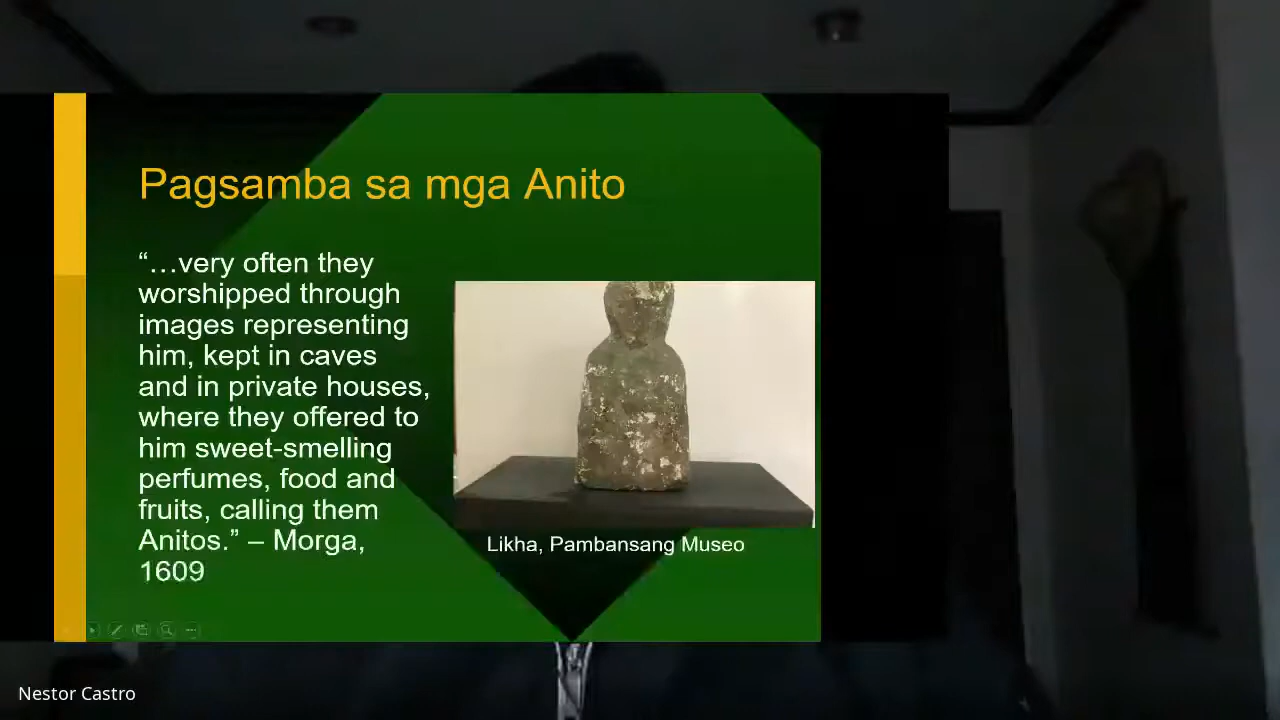 Pagsamba sa mga Anito
“…very often they
worshipped through
images representing
him, kept in caves
and in private houses,
where they offered to
him sweet-smelling
perfumes, food and
fruits, calling them
Anitos.” – Morga,
1609
Likha, Pambansang Museo
Nestor Castro